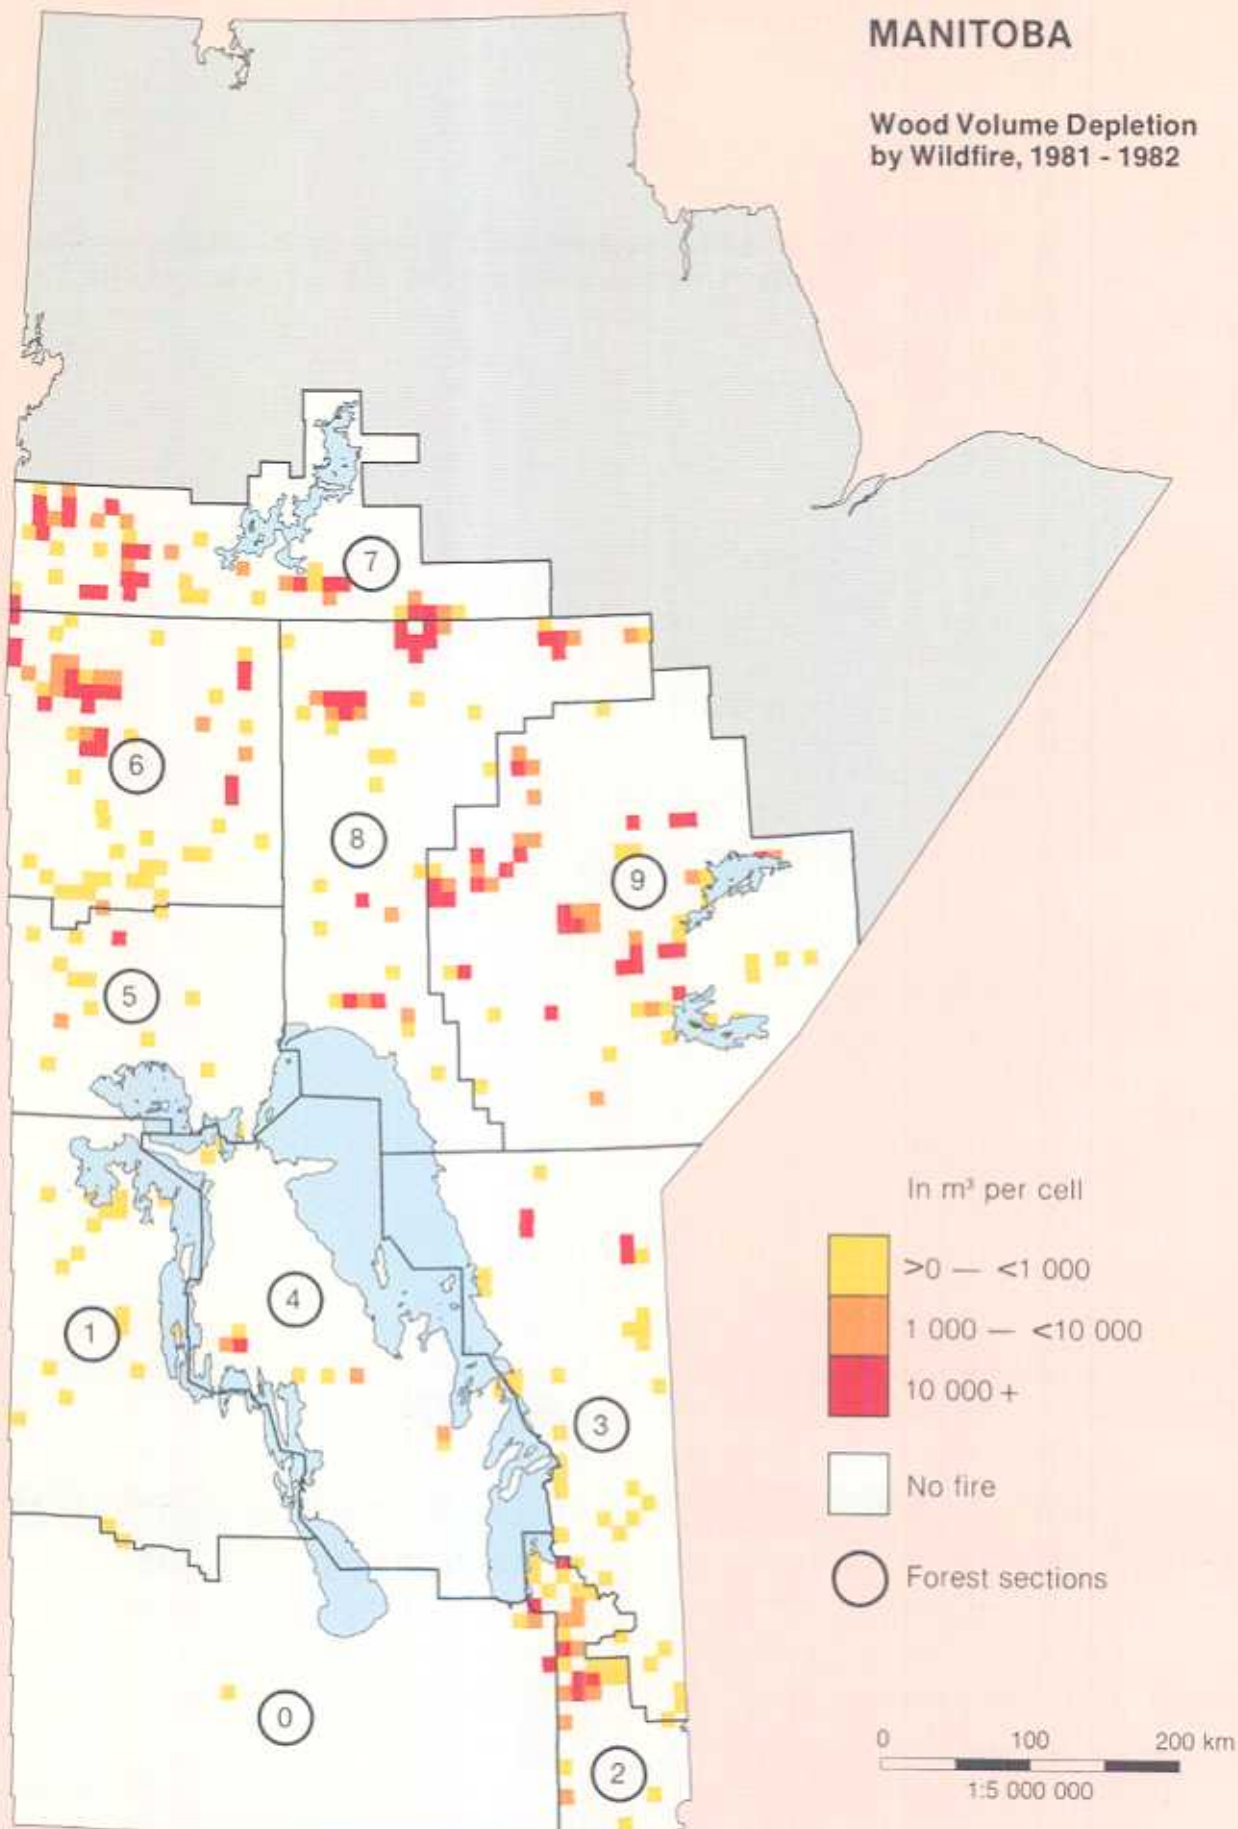 MANITOBA
Wood Volume Depletion
by Wildfire, 1981 - 1982
7
6
8
9
5
4
1
3
0
2
In m³ per cell
>0 — <1 000
1 000 — <10 000
10 000 +
No fire
Forest sections
0 100 200 km
1:5 000 000